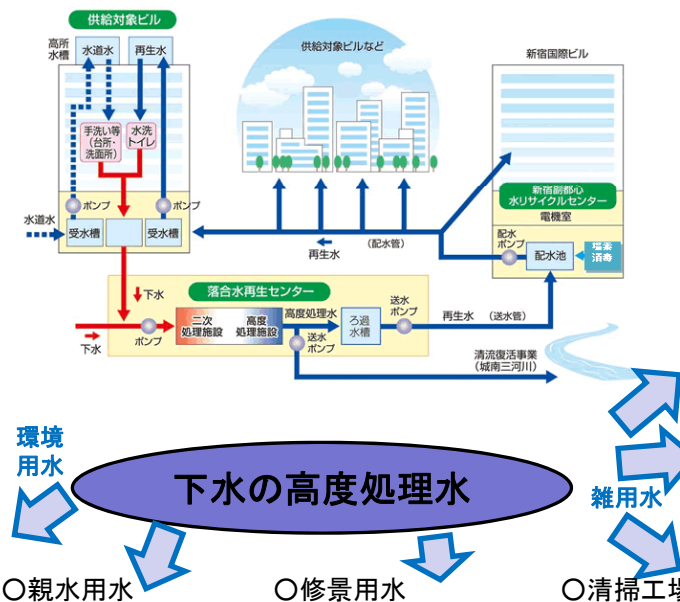 供給対象ビル
高所
水槽
水道水
再生水
供給対象ビルなど
新宿国際ビル
手洗い等
(台所・
洗面所)
水洗
トイレ
新宿副都心
水リサイクルセンター
電機室
ポンプ
ポンプ
水道水
受水槽
受水槽
再生水
(配水管)
配水
ポンプ
配水池
塩素
消毒
下水
落合水再生センター
下水
ポンプ
二次
処理施設
高度
処理施設
高度処理水
送水
ポンプ
ろ過
水槽
送水
ポンプ
再生水 (送水管)
清流復活事業
(城南三河川)
環境
用水
下水の高度処理水
雑用水
〇親水用水
〇修景用水
〇清掃工場